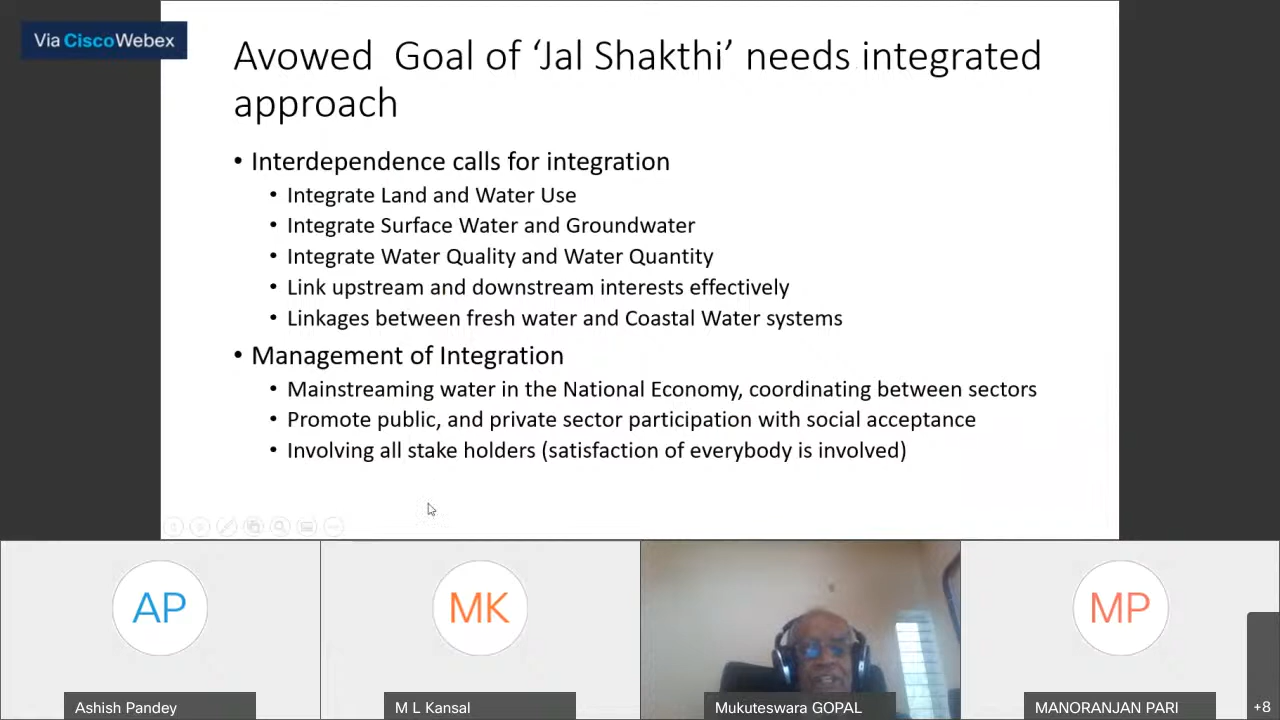 Via Cisco Webex
Avowed Goal of ‘Jal Shakthi’ needs integrated
approach
• Interdependence calls for integration
• Integrate Land and Water Use
• Integrate Surface Water and Groundwater
• Integrate Water Quality and Water Quantity
• Link upstream and downstream interests effectively
• Linkages between fresh water and Coastal Water systems
• Management of Integration
• Mainstreaming water in the National Economy, coordinating between sectors
• Promote public, and private sector participation with social acceptance
• Involving all stake holders (satisfaction of everybody is involved)
AP
MK
MP
Ashish Pandey
M L Kansal
Mukuteswara GOPAL
MANORANJAN PARI
+8